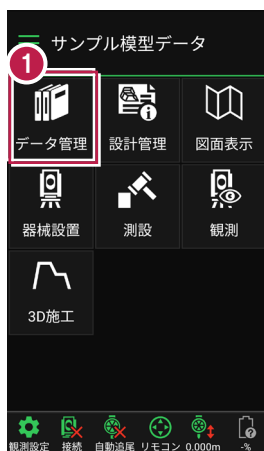 サンプル模型データ
1
データ管理 設計管理 図面表示
器械設置 測設 観測
3D施工
観測設定 接続 自動追尾 リモコン 0.000m -%